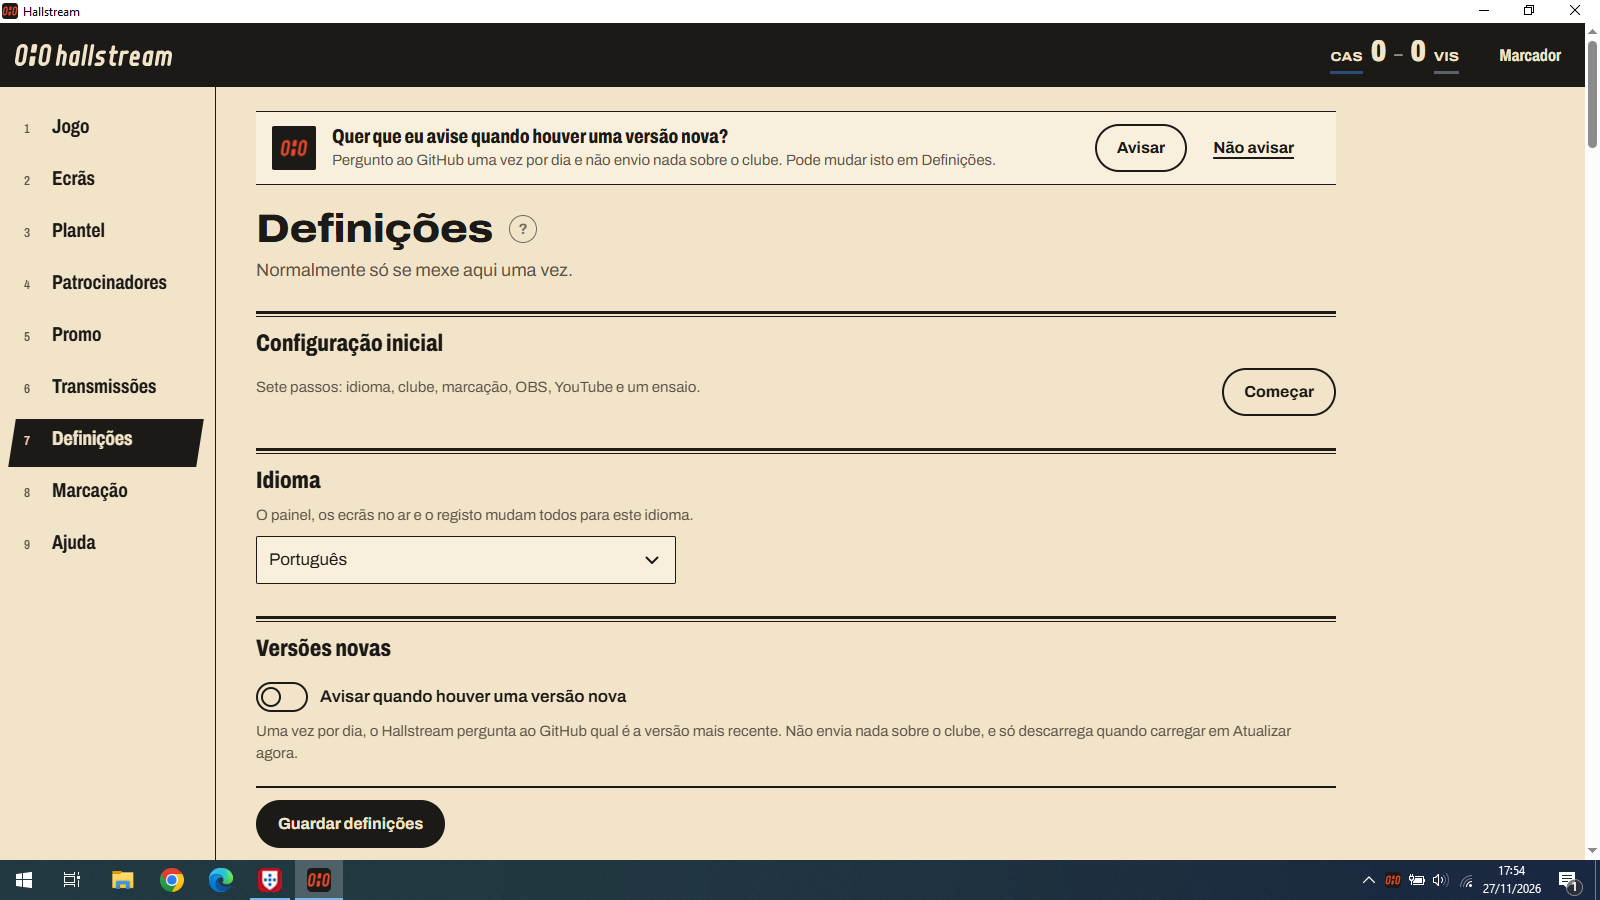 Hallstream
0:0 hallstream
CAS 0 – 0 VIS
Marcador
1 Jogo
2 Ecrãs
3 Plantel
4 Patrocinadores
5 Promo
6 Transmissões
7 Definições
8 Marcação
9 Ajuda
0:0
Quer que eu avise quando houver uma versão nova?
Pergunto ao GitHub uma vez por dia e não envio nada sobre o clube. Pode mudar isto em Definições.
Avisar
Não avisar
Definições ?
Normalmente só se mexe aqui uma vez.
Configuração inicial
Sete passos: idioma, clube, marcação, OBS, YouTube e um ensaio.
Começar
Idioma
O painel, os ecrãs no ar e o registo mudam todos para este idioma.
Português
Versões novas
Avisar quando houver uma versão nova
Uma vez por dia, o Hallstream pergunta ao GitHub qual é a versão mais recente. Não envia nada sobre o clube, e só descarrega quando carregar em Atualizar
agora.
Guardar definições
0:0
0:0
17:54
27/11/2026
1